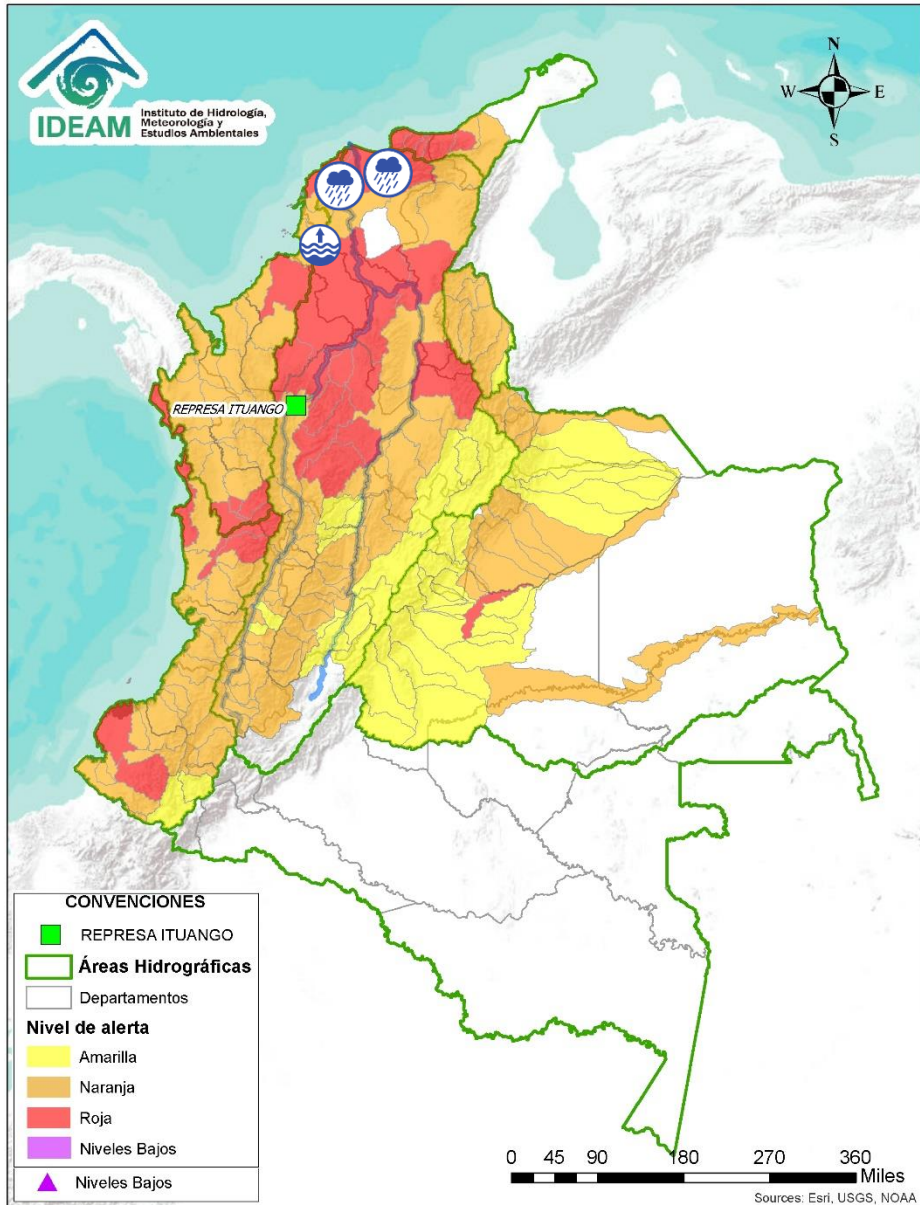 IDEAM
Instituto de Hidrología,
Meteorología y
Estudios Ambientales
N
W E
S
REPRESA ITUANGO
CONVENCIONES
REPRESA ITUANGO
Áreas Hidrográficas
Departamentos
Nivel de alerta
Amarilla
Naranja
Roja
Niveles Bajos
Niveles Bajos
0 45 90 180 270 360
Miles
Sources: Esri, USGS, NOAA